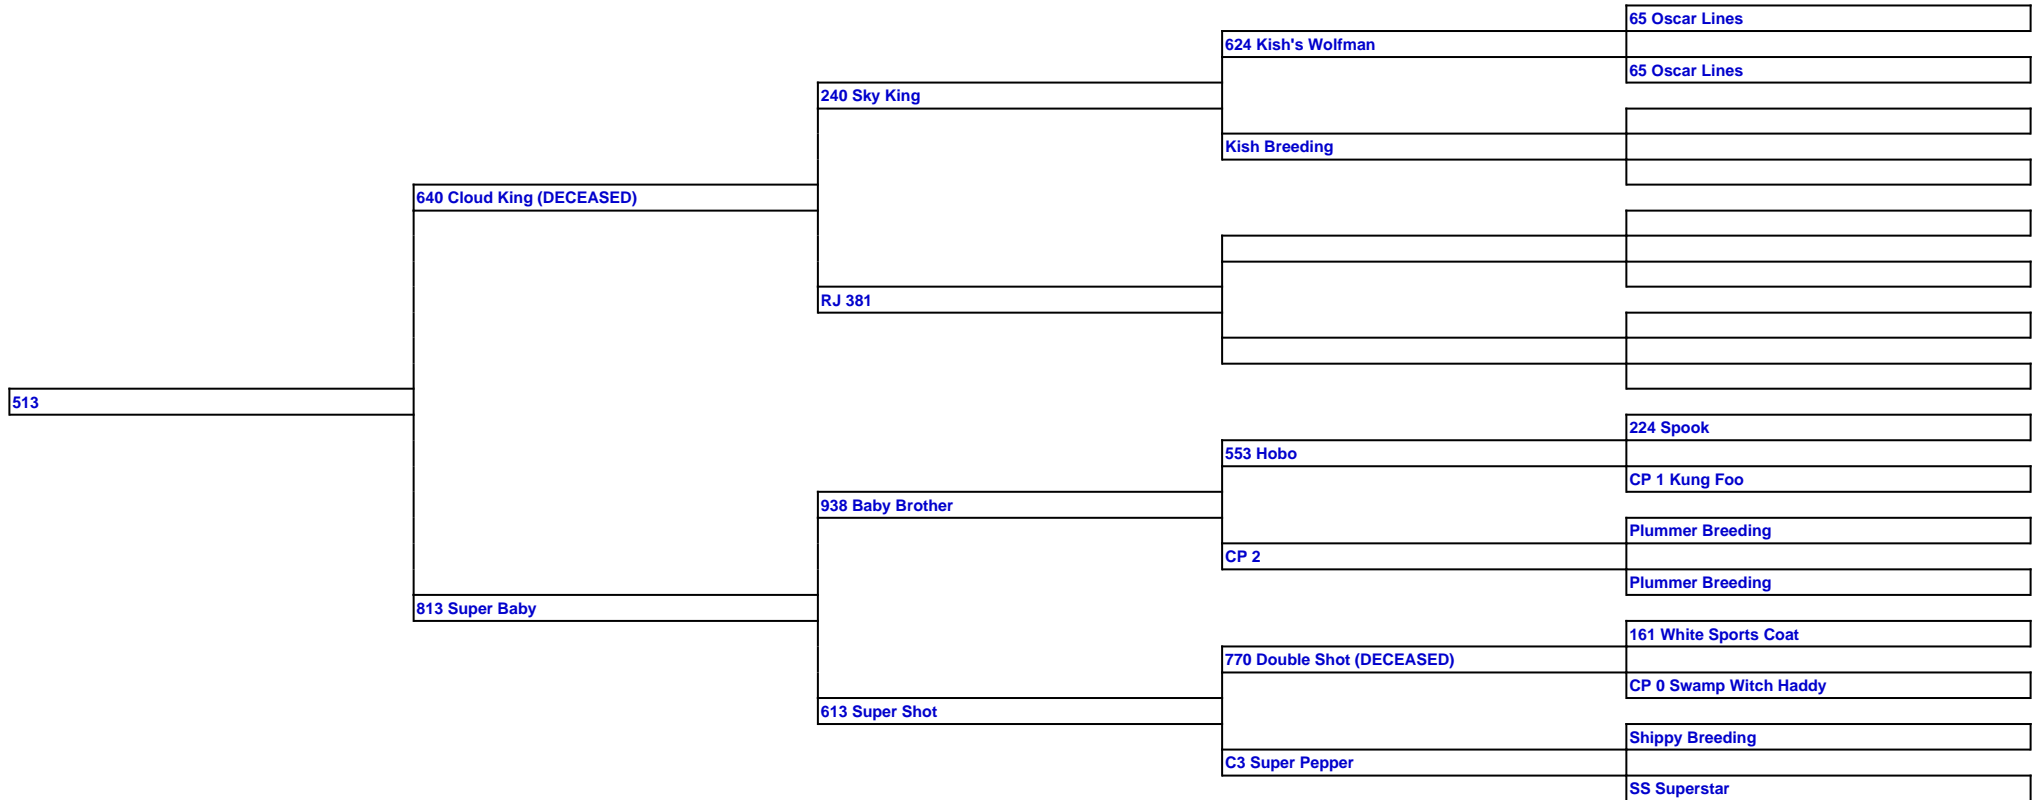 65 Oscar Lines
624 Kish's Wolfman
65 Oscar Lines
240 Sky King
Kish Breeding
640 Cloud King (DECEASED)
RJ 381
513
224 Spook
553 Hobo
CP 1 Kung Foo
938 Baby Brother
Plummer Breeding
CP 2
Plummer Breeding
813 Super Baby
161 White Sports Coat
770 Double Shot (DECEASED)
CP 0 Swamp Witch Haddy
613 Super Shot
Shippy Breeding
C3 Super Pepper
SS Superstar